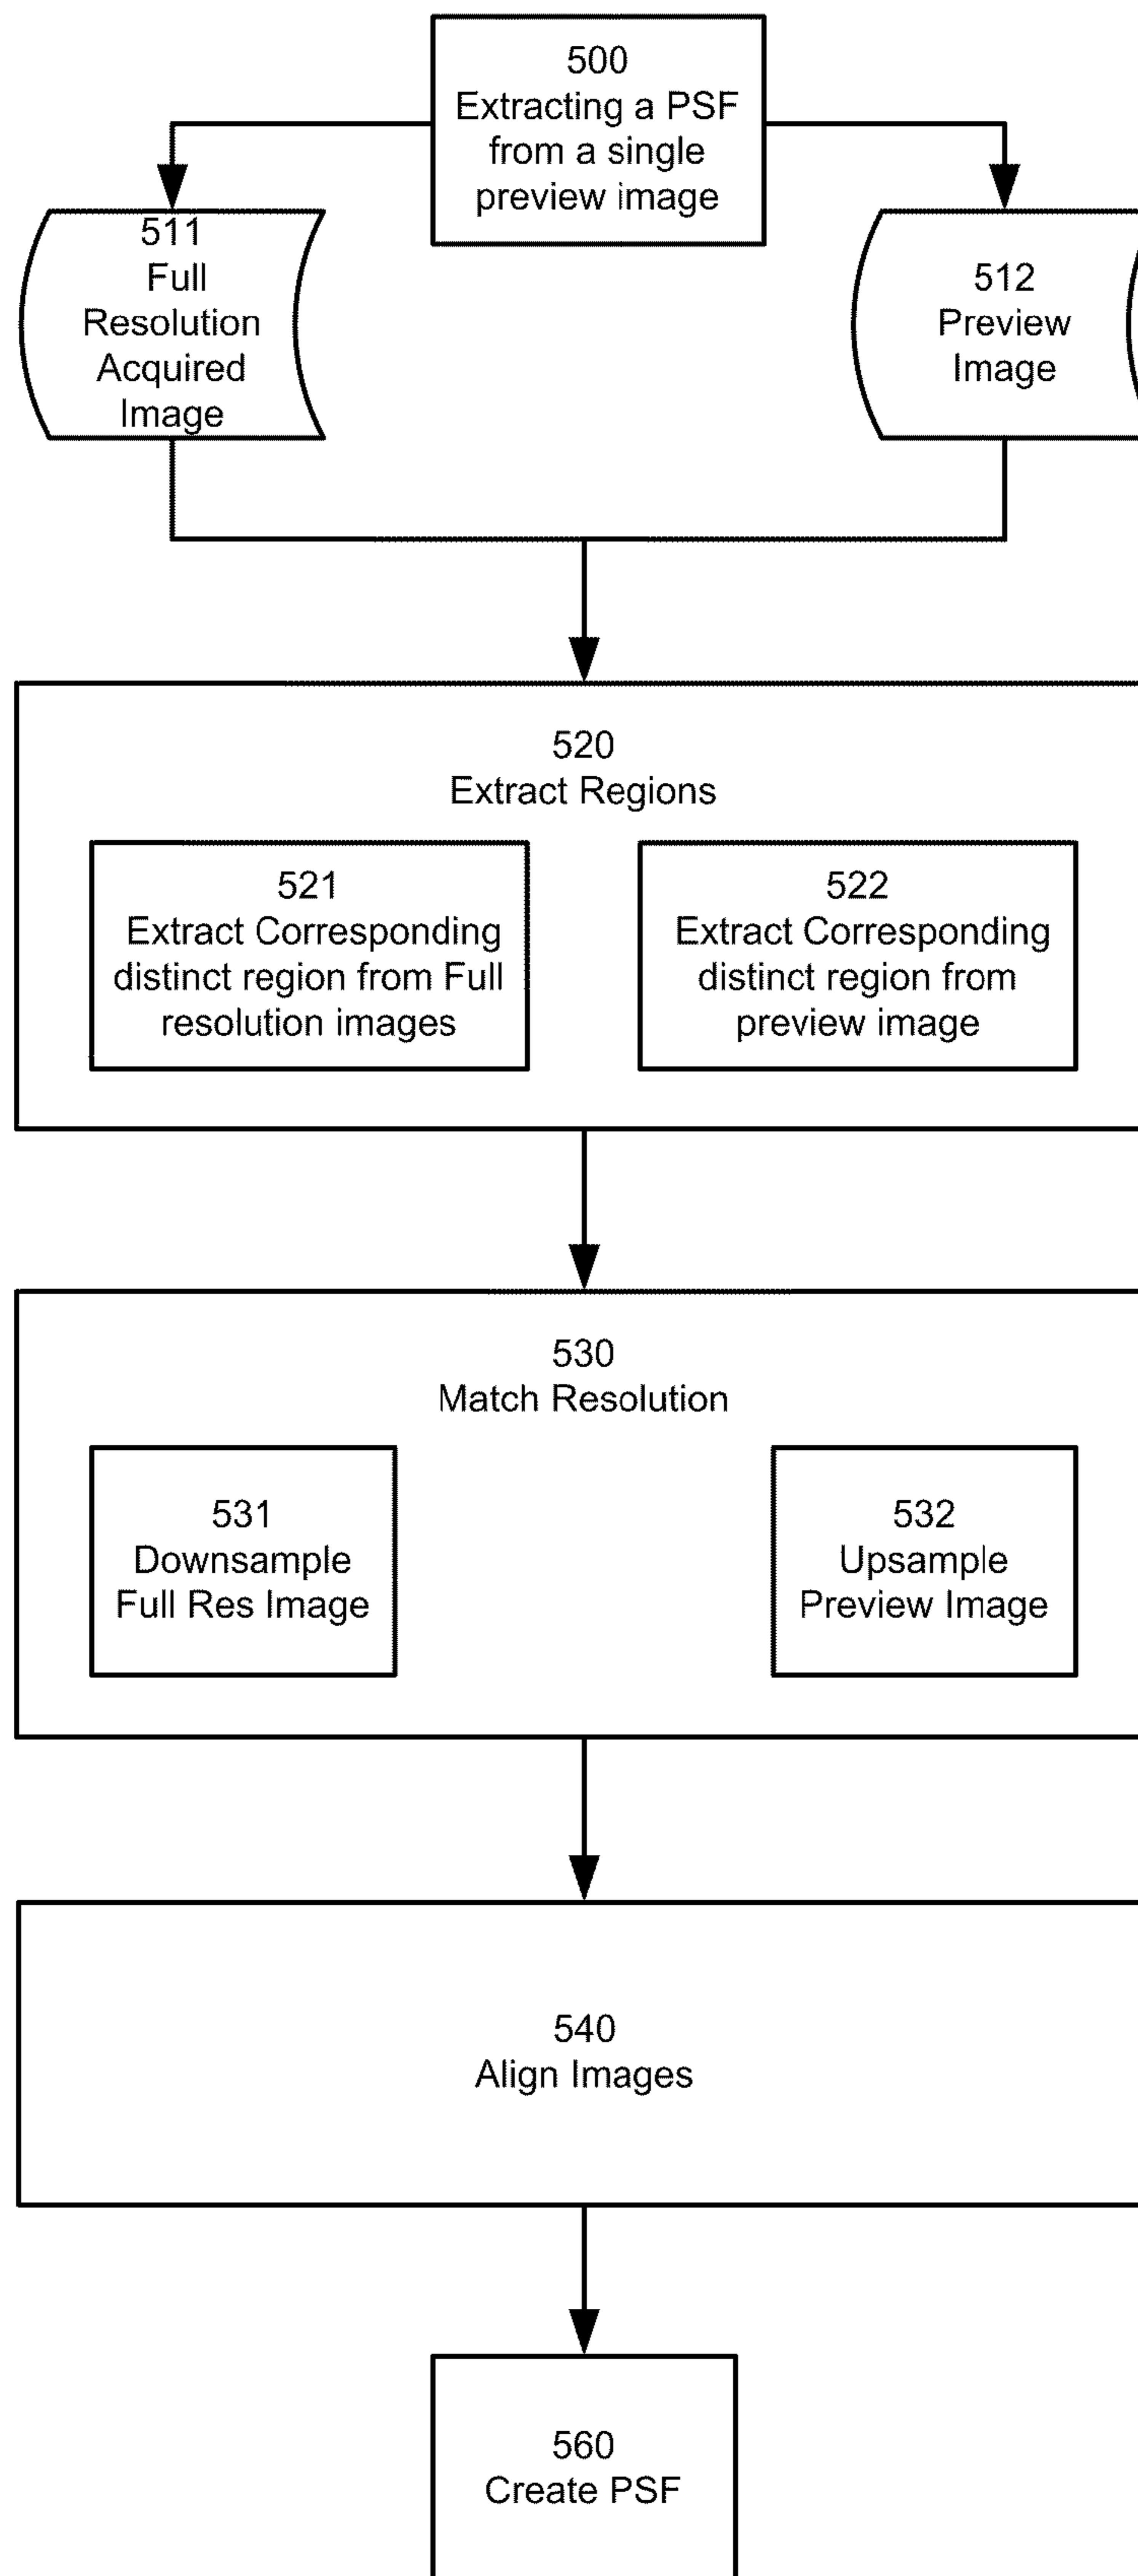 500
Extracting a PSF
from a single
preview image
511
Full
Resolution
Acquired
Image
512
Preview
Image
520
Extract Regions
521
Extract Corresponding
distinct region from Full
resolution images
522
Extract Corresponding
distinct region from
preview image
530
Match Resolution
531
Downsample
Full Res Image
532
Upsample
Preview Image
540
Align Images
560
Create PSF